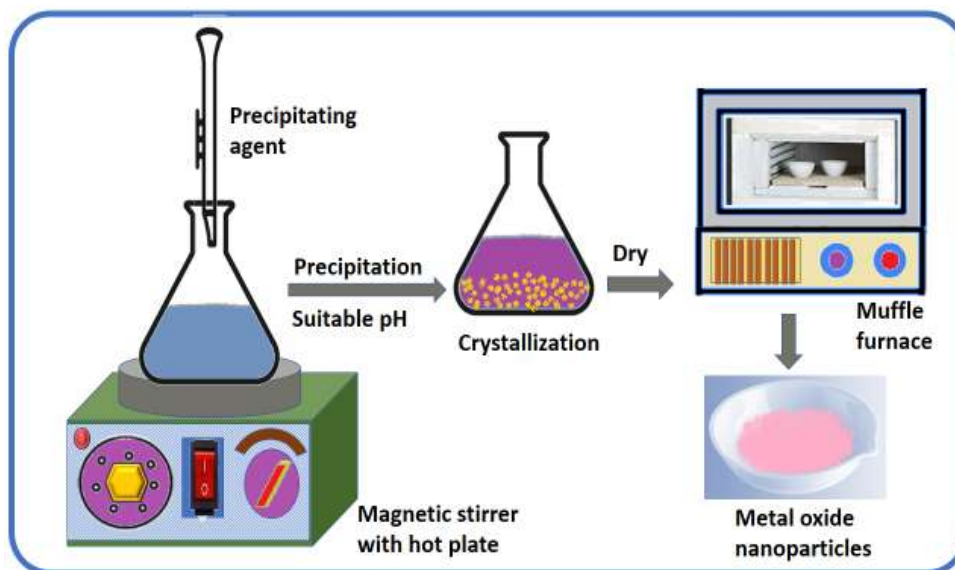 Precipitating
agent
Precipitation
Suitable pH
Crystallization
Dry
Muffle
furnace
Magnetic stirrer
with hot plate
Metal oxide
nanoparticles
I
O